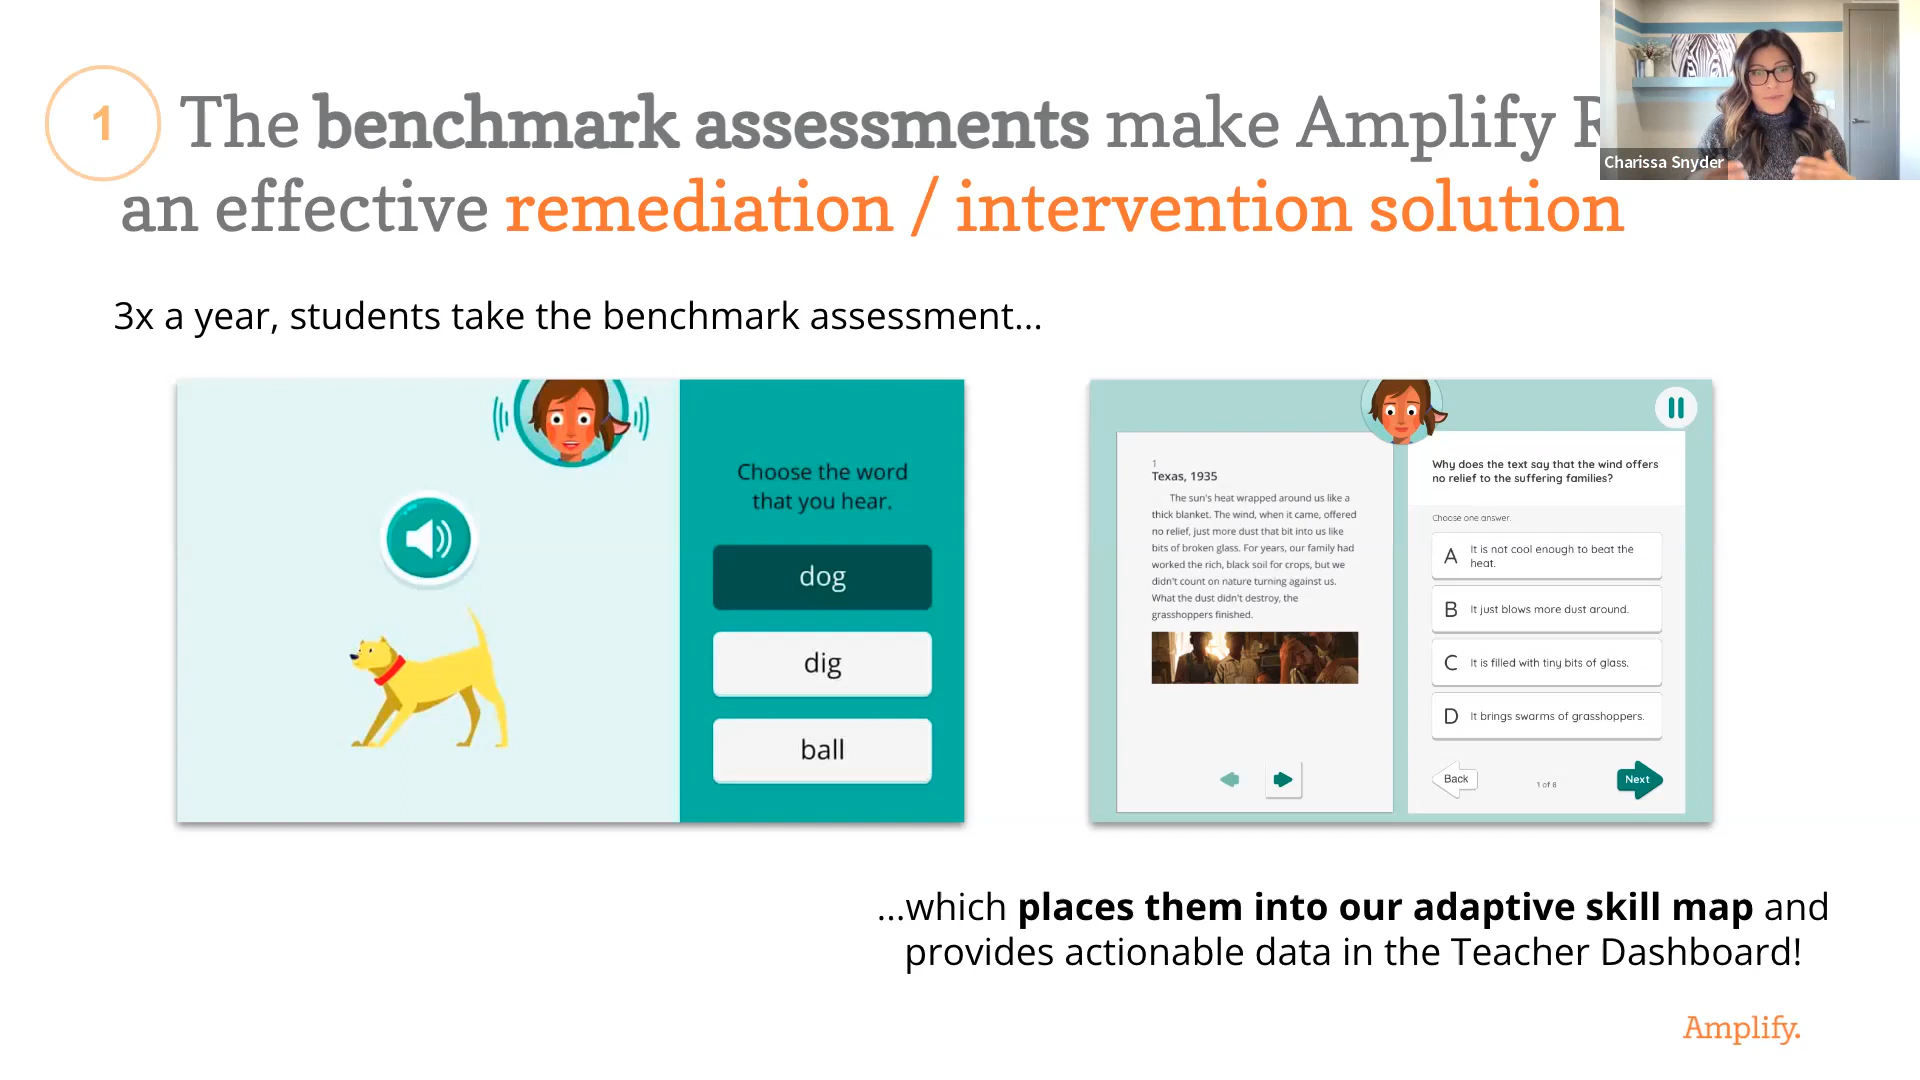 1
The benchmark assessments make Amplify
an effective remediation / intervention solution
Charissa Snyder
3x a year, students take the benchmark assessment...
Choose the word
that you hear.
dog
dig
ball
1
Texas, 1935
The sun's heat wrapped around us like a
thick blanket. The wind, when it came, offered
no relief, just more dust that bit into us like
bits of broken glass. For years, our family had
worked the rich, black soil for crops, but we
didn't count on nature turning against us.
What the dust didn't destroy, the
grasshoppers finished.
Why does the text say that the wind offers
no relief to the suffering families?
Choose one answer.
A It is not cool enough to beat the
heat.
B It just blows more dust around.
C It is filled with tiny bits of glass.
D It brings swarms of grasshoppers.
Back
1 of 8
Next
...which places them into our adaptive skill map and
provides actionable data in the Teacher Dashboard!
Amplify.